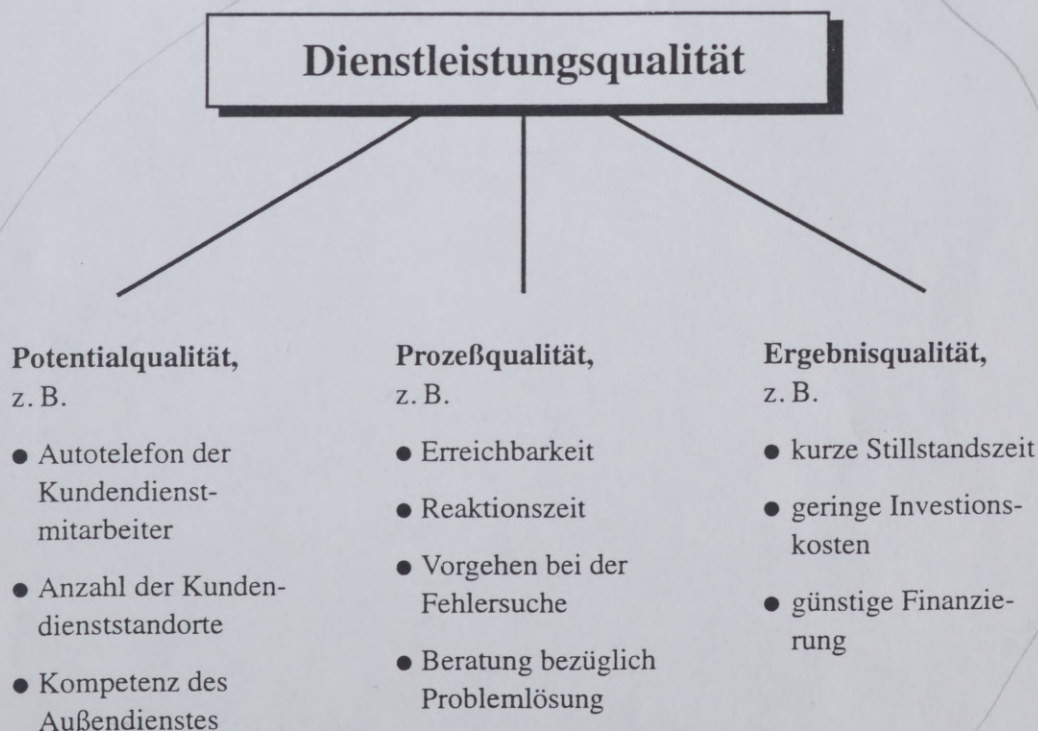 Dienstleistungsqualität
Potentialqualität,
z. B.
● Autotelefon der
Kundendienst-
mitarbeiter
● Anzahl der Kunden-
dienststandorte
● Kompetenz des
Außendienstes
Prozeßqualität,
z. B.
● Erreichbarkeit
● Reaktionszeit
● Vorgehen bei der
Fehlersuche
● Beratung bezüglich
Problemlösung
Ergebnisqualität,
z. B.
● kurze Stillstandszeit
● geringe Investions-
kosten
● günstige Finanzie-
rung